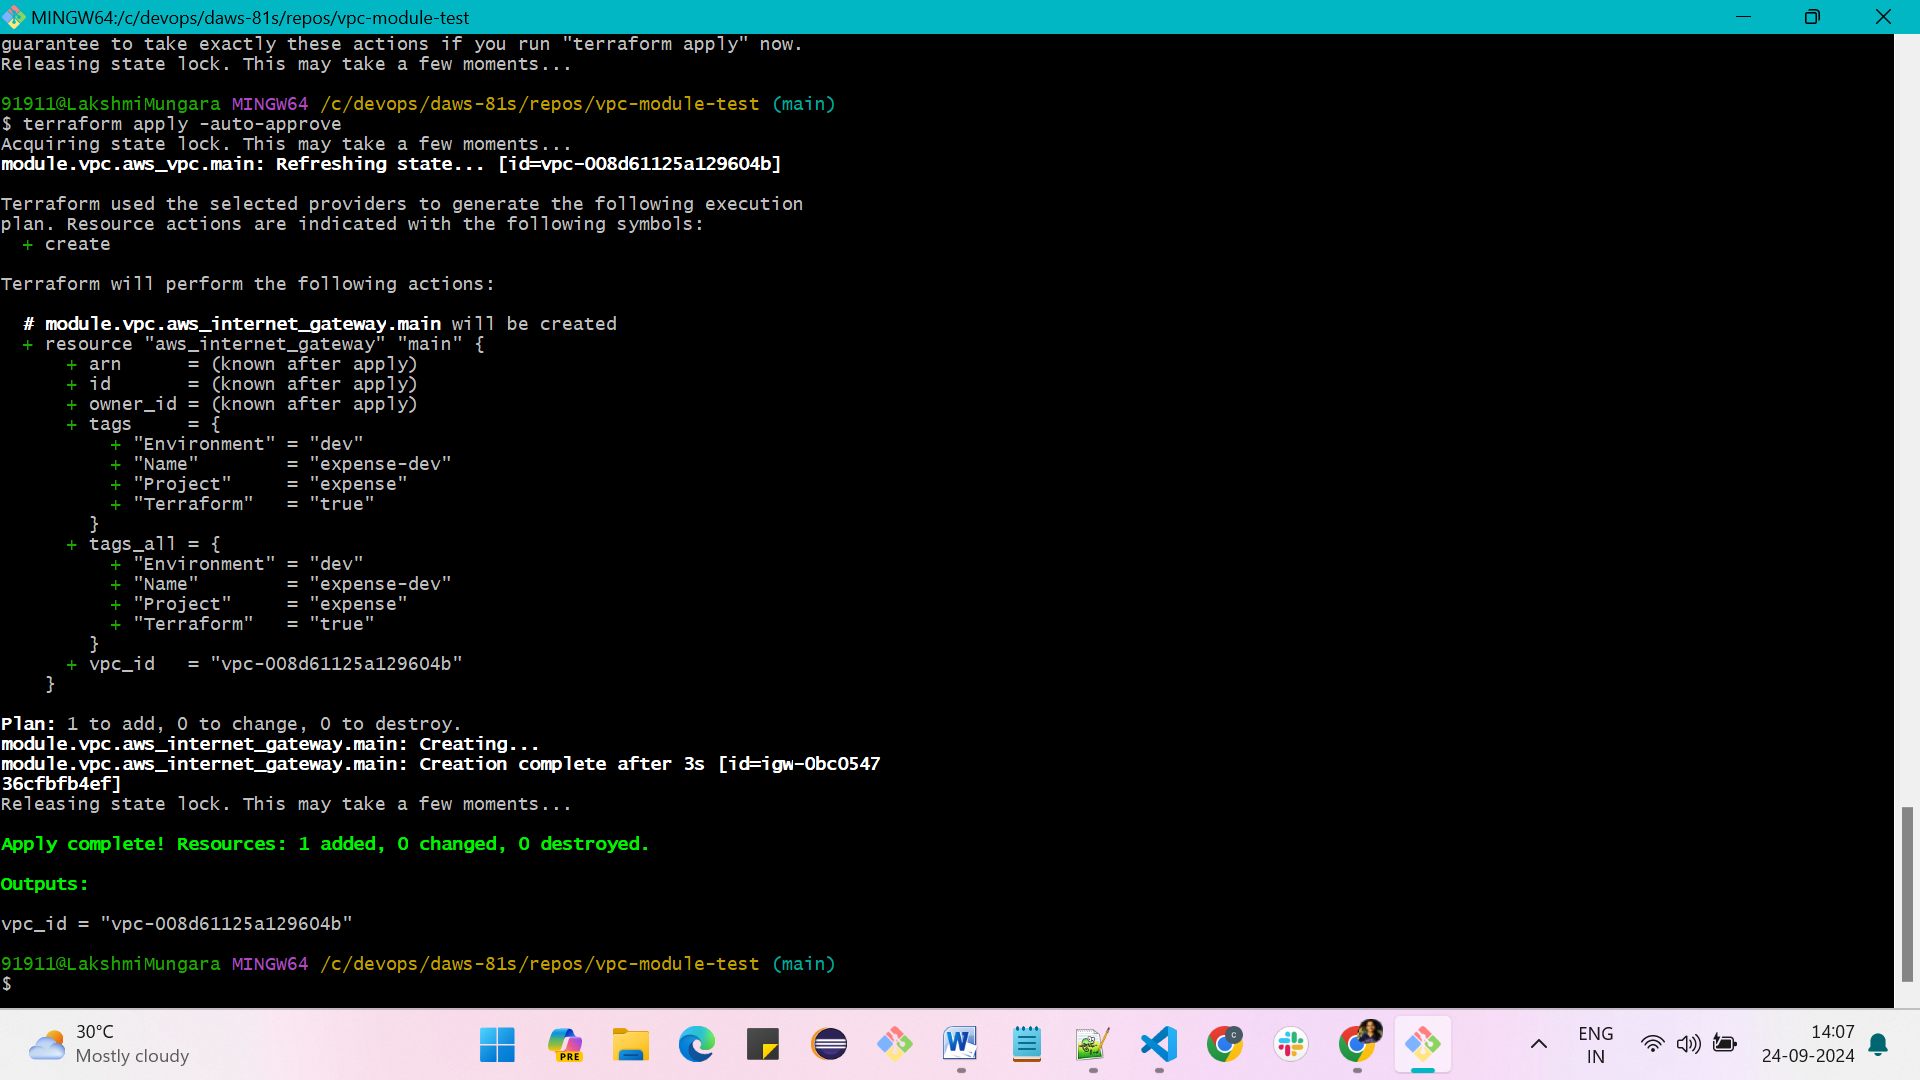 MINGW64:/c/devops/daws-81s/repos/vpc-module-test
guarantee to take exactly these actions if you run "terraform apply" now.
Releasing state lock. This may take a few moments...
91911@LakshmiMungara MINGW64 /c/devops/daws-81s/repos/vpc-module-test (main)
$ terraform apply -auto-approve
Acquiring state lock. This may take a few moments...
module.vpc.aws_vpc.main: Refreshing state... [id=vpc-008d61125a129604b]
Terraform used the selected providers to generate the following execution
plan. Resource actions are indicated with the following symbols:
  + create
Terraform will perform the following actions:
  # module.vpc.aws_internet_gateway.main will be created
  + resource "aws_internet_gateway" "main" {
      + arn      = (known after apply)
      + id       = (known after apply)
      + owner_id = (known after apply)
      + tags     = {
          + "Environment" = "dev"
          + "Name"        = "expense-dev"
          + "Project"     = "expense"
          + "Terraform"   = "true"
        }
      + tags_all = {
          + "Environment" = "dev"
          + "Name"        = "expense-dev"
          + "Project"     = "expense"
          + "Terraform"   = "true"
        }
      + vpc_id   = "vpc-008d61125a129604b"
    }
Plan: 1 to add, 0 to change, 0 to destroy.
module.vpc.aws_internet_gateway.main: Creating...
module.vpc.aws_internet_gateway.main: Creation complete after 3s [id=igw-0bc0547
36cfbfb4ef]
Releasing state lock. This may take a few moments...
Apply complete! Resources: 1 added, 0 changed, 0 destroyed.
Outputs:
vpc_id = "vpc-008d61125a129604b"
91911@LakshmiMungara MINGW64 /c/devops/daws-81s/repos/vpc-module-test (main)
$
30°C
Mostly cloudy
PRE
W
C
ENG
IN
14:07
24-09-2024